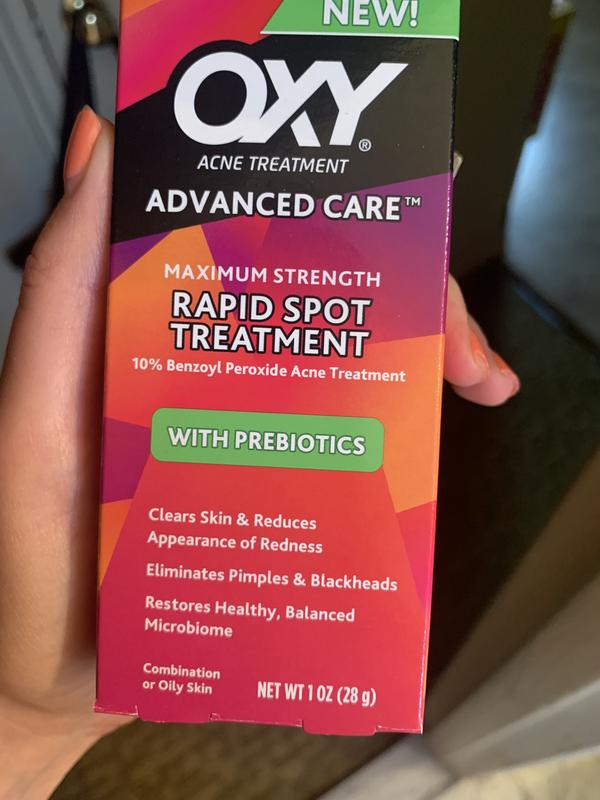 NEW!
OXY®
ACNE TREATMENT
ADVANCED CARE™
MAXIMUM STRENGTH
RAPID SPOT
TREATMENT
10% Benzoyl Peroxide Acne Treatment
WITH PREBIOTICS
Clears Skin & Reduces
Appearance of Redness
Eliminates Pimples & Blackheads
Restores Healthy, Balanced
Microbiome
Combination
or Oily Skin
NET WT 1 OZ (28 g)